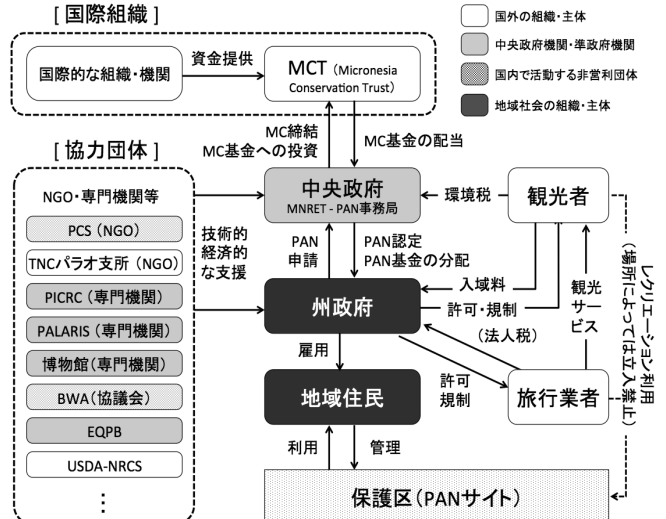 [ 国際組織 ]
国際的な組織・機関
資金提供
MCT（Micronesia
Conservation Trust）
国外の組織・主体
中央政府機関・準政府機関
国内で活動する非営利団体
地域社会の組織・主体
MC締結
MC基金への投資
MC基金の配当
[ 協力団体 ]
NGO・専門機関等
PCS（NGO）
TNCパラオ支所（NGO）
PICRC（専門機関）
PALARIS（専門機関）
博物館（専門機関）
BWA（協議会）
EQPB
USDA-NRCS
⋮
技術的
経済的
な支援
中央政府
MNRET - PAN事務局
環境税
観光者
PAN
申請
PAN認定
PAN基金の分配
入域料
許可・規制
（法人税）
州政府
観光
サービス
レクリエーション利用
（場所によっては立入禁止）
雇用
許可
規制
地域住民
旅行業者
利用
管理
保護区（PANサイト）